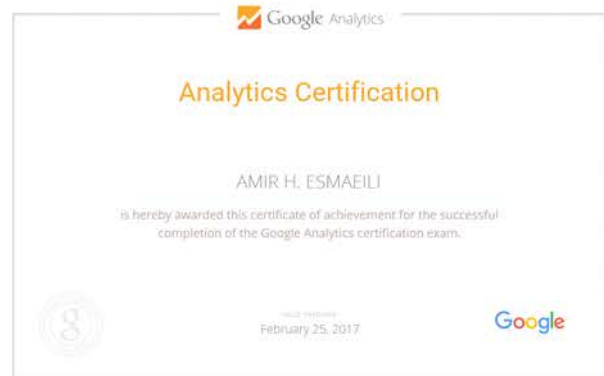 Google Analytics
Analytics Certification
AMIR H. ESMAEILI
is hereby awarded this certificate of achievement for the successful
completion of the Google Analytics certification exam.
February 25, 2017
Google
g